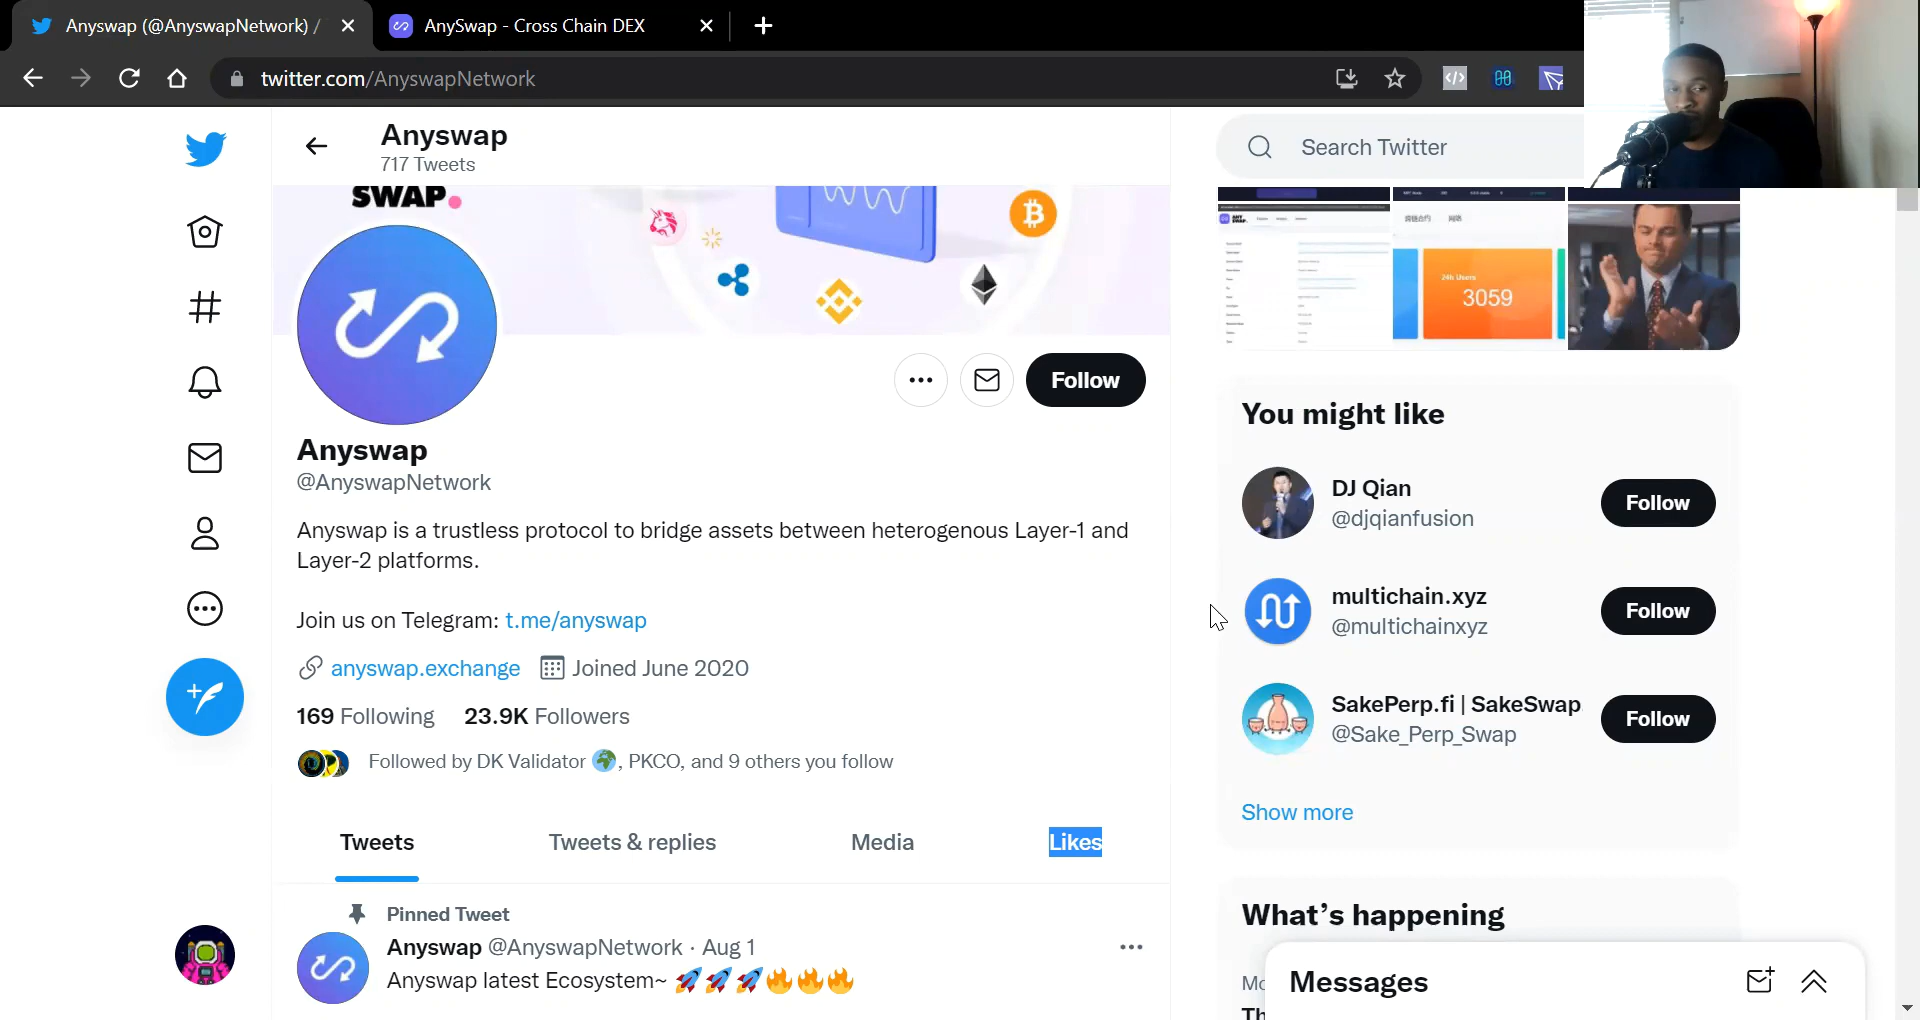 Anyswap (@AnyswapNetwork) /
AnySwap - Cross Chain DEX
twitter.com/AnyswapNetwork
Anyswap
717 Tweets
SWAP.
Follow
Anyswap
@AnyswapNetwork
Anyswap is a trustless protocol to bridge assets between heterogenous Layer-1 and
Layer-2 platforms.
Join us on Telegram: t.me/anyswap
anyswap.exchange Joined June 2020
169 Following 23.9K Followers
Followed by DK Validator 🌍, PKCO, and 9 others you follow
Tweets Tweets & replies Media Likes
Pinned Tweet
Anyswap @AnyswapNetwork · Aug 1
Anyswap latest Ecosystem~ 🚀🚀🚀🔥🔥🔥
Search Twitter
24h Users
3059
You might like
DJ Qian
@djqianfusion
Follow
multichain.xyz
@multichainxyz
Follow
SakePerp.fi | SakeSwap
@Sake_Perp_Swap
Follow
Show more
What’s happening
Messages